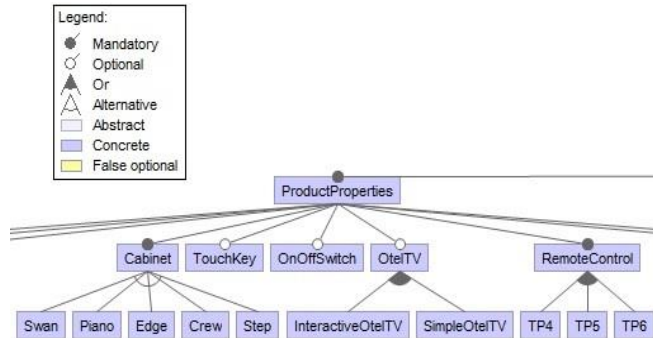 Legend:
Mandatory
Optional
Or
Alternative
Abstract
Concrete
False optional
ProductProperties
Cabinet TouchKey OnOffSwitch OtelTV RemoteControl
Swan Piano Edge Crew Step InteractiveOtelTV SimpleOtelTV TP4 TP5 TP6